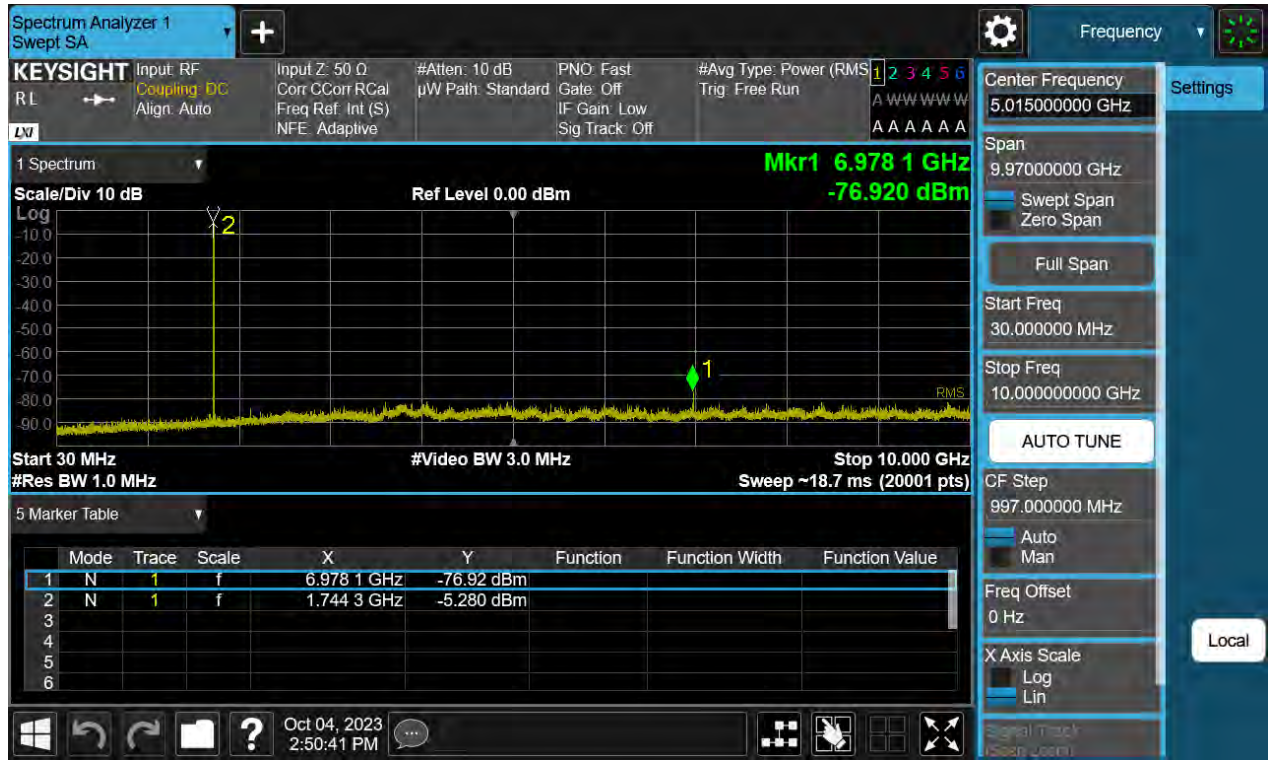 Spectrum Analyzer 1
Swept SA
Frequency
KEYSIGHT
RL
LXI
Input: RF
Coupling: DC
Align: Auto
Input Z: 50 Ω
Corr CCorr RCal
Freq Ref: Int (S)
NFE: Adaptive
#Atten: 10 dB
µW Path: Standard
PNO: Fast
Gate: Off
IF Gain: Low
Sig Track: Off
#Avg Type: Power (RMS
Trig: Free Run
1 2 3 4 5 6
A W W W W W
A A A A A A
1 Spectrum
Mkr1 6.978 1 GHz
-76.920 dBm
Scale/Div 10 dB
Ref Level 0.00 dBm
Log
-10.0
-20.0
-30.0
-40.0
-50.0
-60.0
-70.0
-80.0
-90.0
2
1
RMS
Start 30 MHz
#Video BW 3.0 MHz
Stop 10.000 GHz
#Res BW 1.0 MHz
Sweep ~18.7 ms (20001 pts)
5 Marker Table
Mode Trace Scale X Y Function Function Width Function Value
1 N 1 f 6.978 1 GHz -76.92 dBm
2 N 1 f 1.744 3 GHz -5.280 dBm
3
4
5
6
Oct 04, 2023
2:50:41 PM
Center Frequency
5.015000000 GHz
Span
9.97000000 GHz
Swept Span
Zero Span
Full Span
Start Freq
30.000000 MHz
Stop Freq
10.000000000 GHz
AUTO TUNE
CF Step
997.000000 MHz
Auto
Man
Freq Offset
0 Hz
X Axis Scale
Log
Lin
Signal Track
(Span Zoom)
Settings
Local